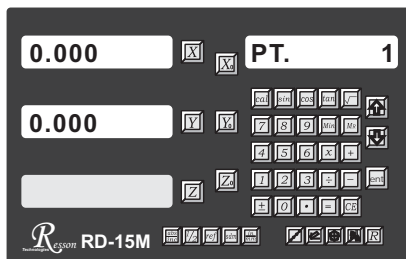 0.000 X X₀ PT. 1
cal sin cos tan √
0.000 Y Y₀ 7 8 9 Min Mr
4 5 6 x +
Z Z₀ 1 2 3 ÷ − ent
± 0 • = CE
Resson Technologies RD-15M R